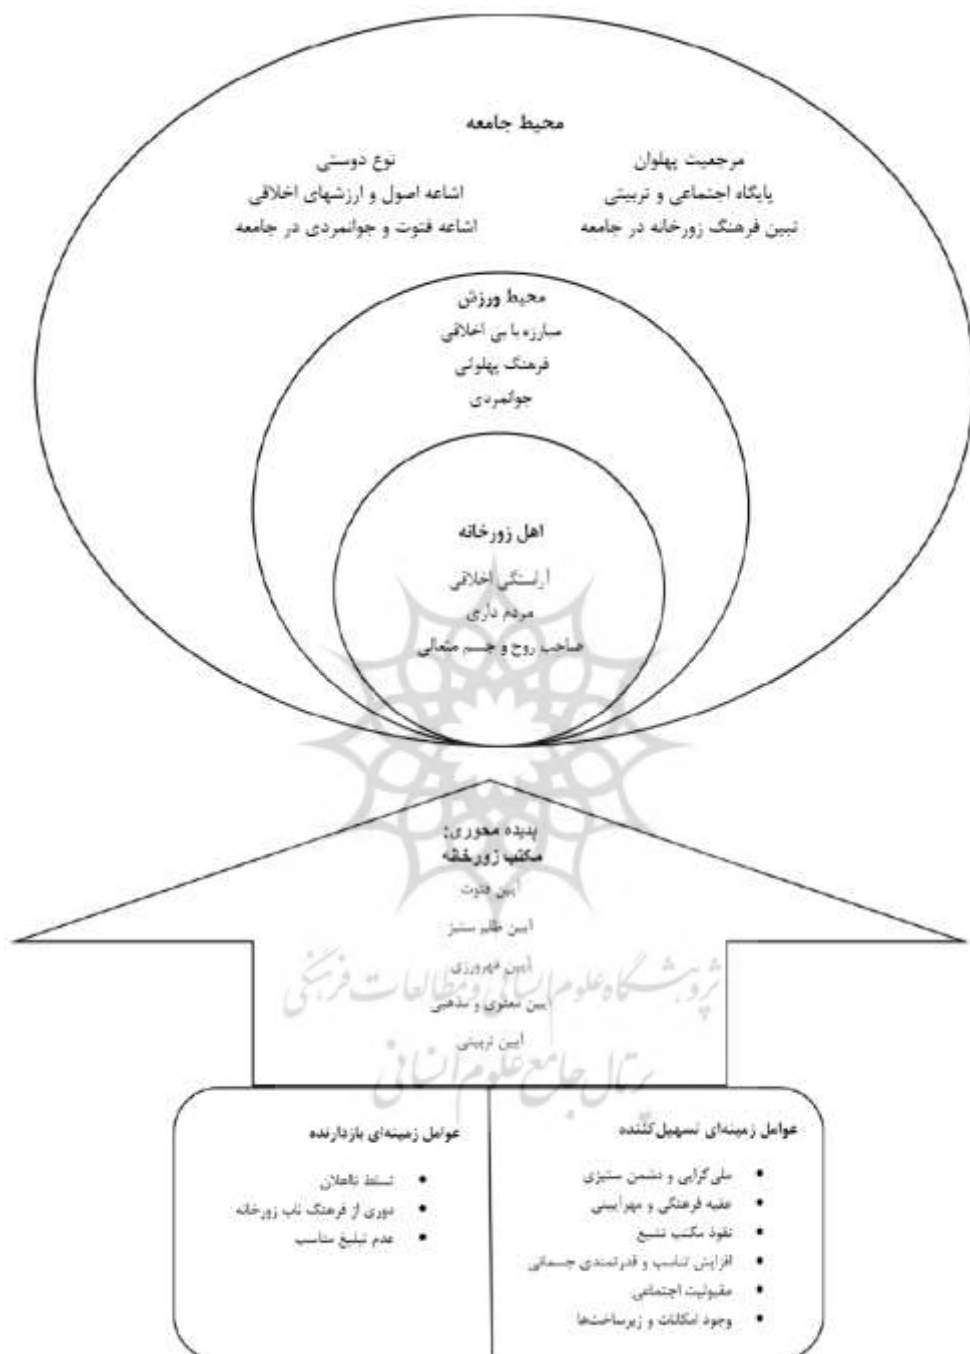 محیط جامعه
مرجعیت پهلوان
پایگاه اجتماعی و تربیتی
تبین فرهنگ زورخانه در جامعه
نوع دوستی
اشاعه اصول و ارزشهای اخلاقی
اشاعه فتوت و جوانمردی در جامعه
محیط ورزش
مبارزه با بی اخلاقی
فرهنگ پهلوانی
جوانمردی
اهل زورخانه
آراستگی اخلاقی
مردم داری
صاحب روح و جسم متعالی
پدیده محوری:
مکتب زورخانه
آیین فتوت
آیین ظلم ستیز
آیین مهرورزی
آیین معنوی و مذهبی
آیین تربیتی
پژوهشگاه علوم انسانی و مطالعات فرهنگی
پرتال جامع علوم انسانی
عوامل زمینه‌ای تسهیل‌کننده
ملی گرایی و دشمن ستیزی
عقبه فرهنگی و مهرآیینی
نفوذ مکتب تشیع
افزایش تناسب و قدرتمندی جسمانی
مقبولیت اجتماعی
وجود امکانات و زیرساخت‌ها
عوامل زمینه‌ای بازدارنده
تسلط نااهلان
دوری از فرهنگ ناب زورخانه
عدم تبلیغ مناسب